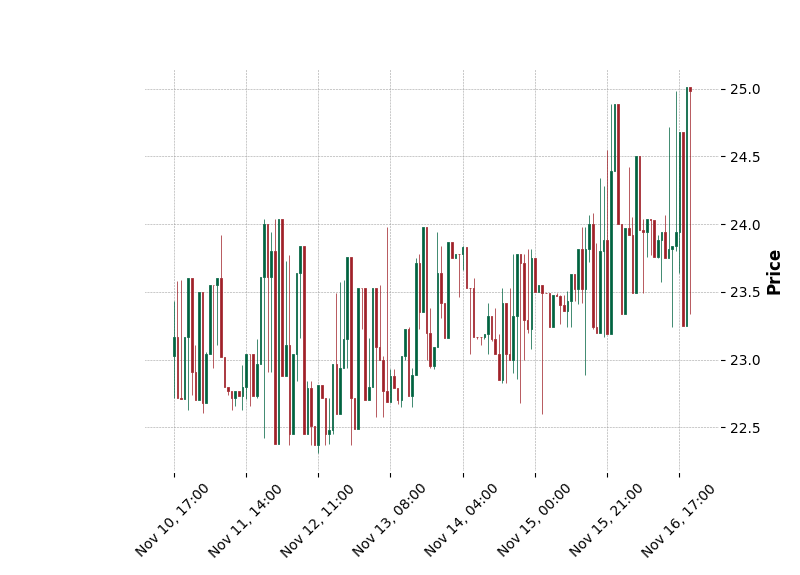 25.0
24.5
24.0
23.5
23.0
22.5
Price
Nov 10, 17:00
Nov 11, 14:00
Nov 12, 11:00
Nov 13, 08:00
Nov 14, 04:00
Nov 15, 00:00
Nov 15, 21:00
Nov 16, 17:00